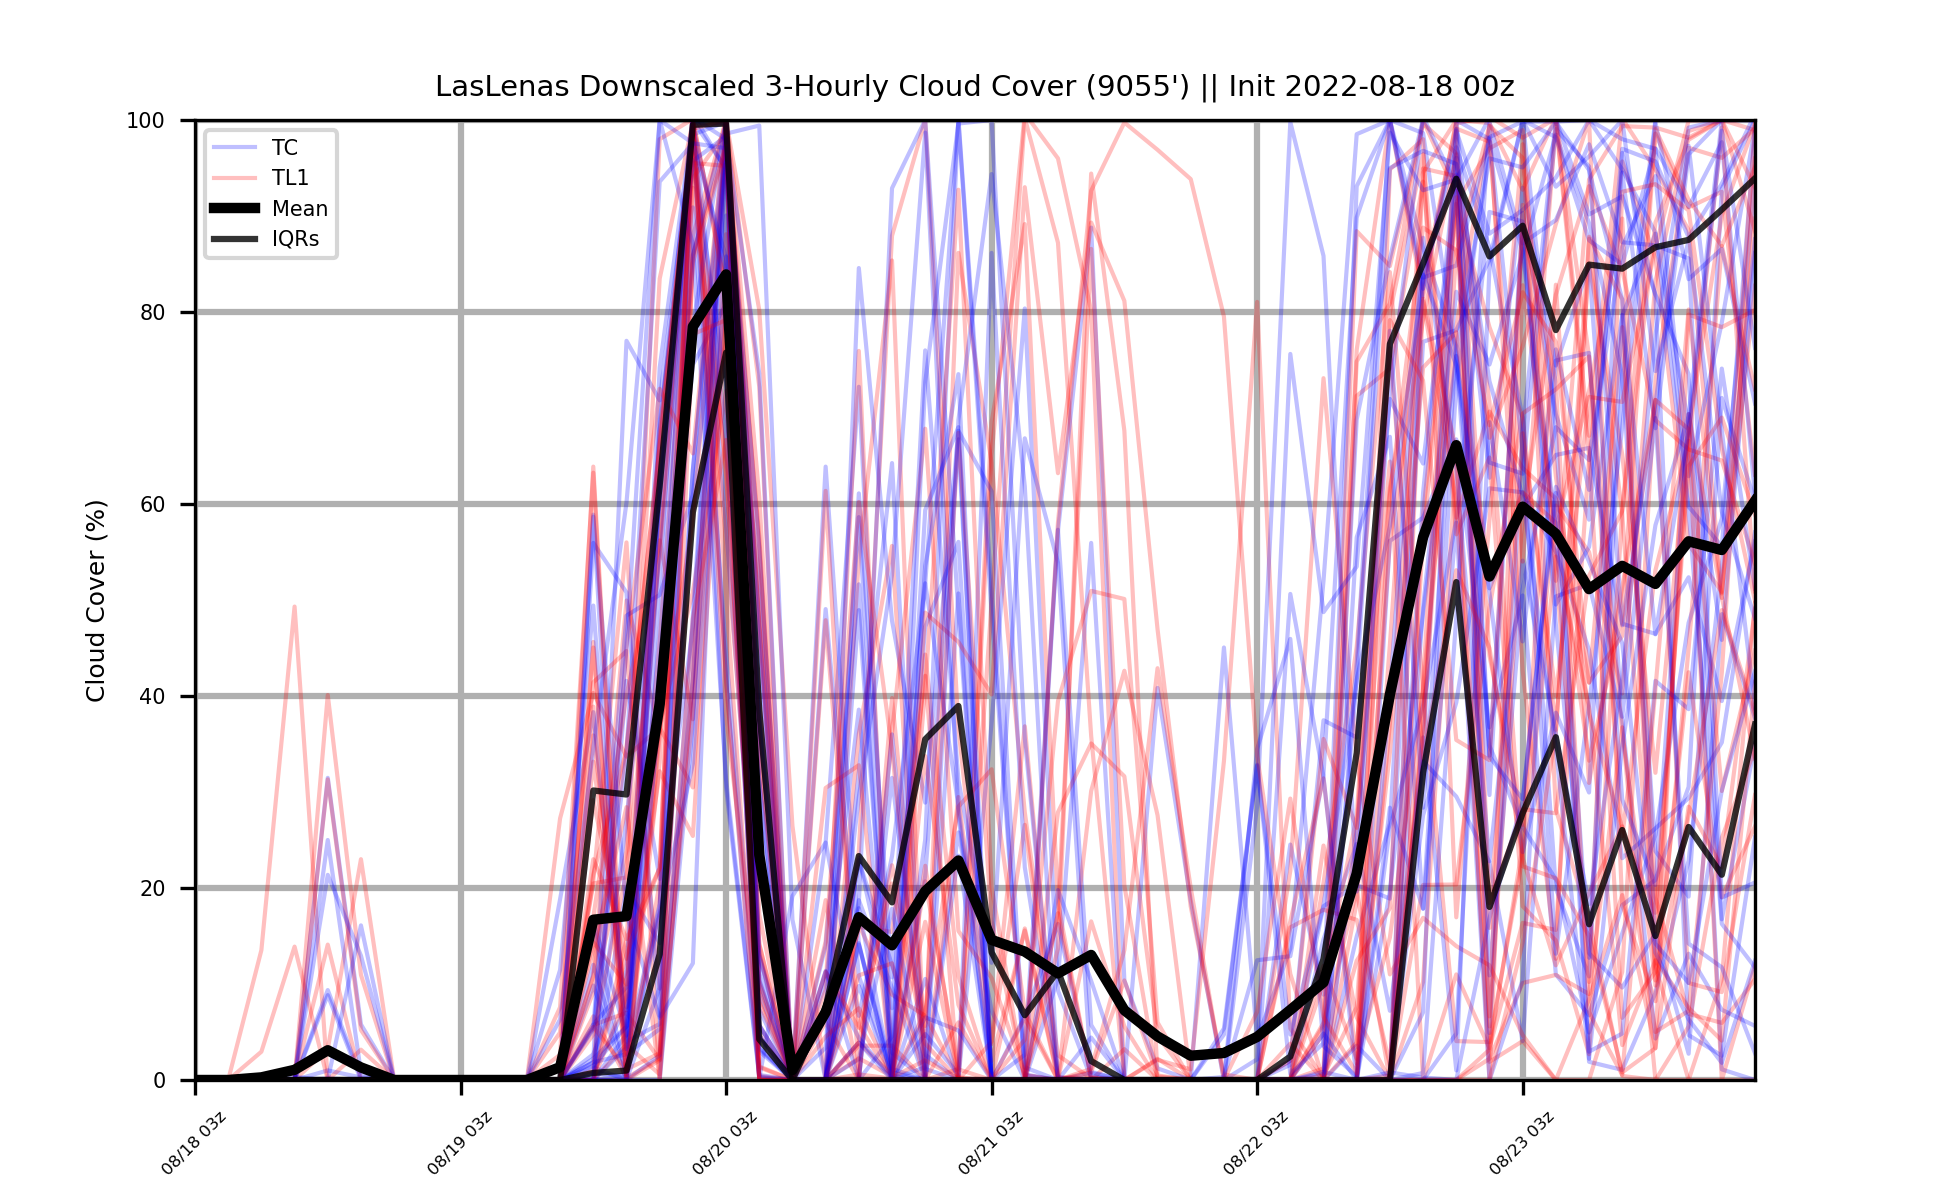 LasLenas Downscaled 3-Hourly Cloud Cover (9055') || Init 2022-08-18 00z
TC
TL1
Mean
IQRs
Cloud Cover (%)
100
80
60
40
20
0
08/18 03z
08/19 03z
08/20 03z
08/21 03z
08/22 03z
08/23 03z